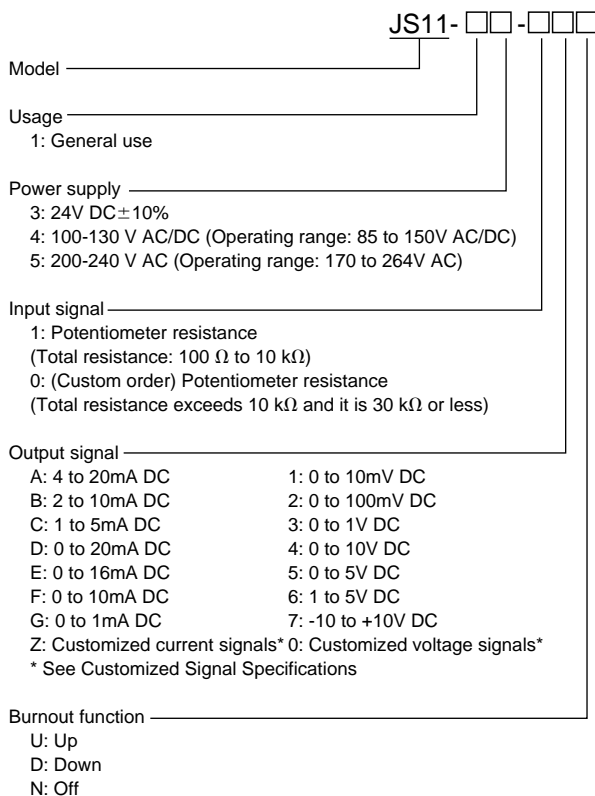 JS11-□□-□□□
Model
Usage
1: General use
Power supply
3: 24V DC±10%
4: 100-130 V AC/DC (Operating range: 85 to 150V AC/DC)
5: 200-240 V AC (Operating range: 170 to 264V AC)
Input signal
1: Potentiometer resistance
(Total resistance: 100 Ω to 10 kΩ)
0: (Custom order) Potentiometer resistance
(Total resistance exceeds 10 kΩ and it is 30 kΩ or less)
Output signal
A: 4 to 20mA DC 1: 0 to 10mV DC
B: 2 to 10mA DC 2: 0 to 100mV DC
C: 1 to 5mA DC 3: 0 to 1V DC
D: 0 to 20mA DC 4: 0 to 10V DC
E: 0 to 16mA DC 5: 0 to 5V DC
F: 0 to 10mA DC 6: 1 to 5V DC
G: 0 to 1mA DC 7: -10 to +10V DC
Z: Customized current signals* 0: Customized voltage signals*
* See Customized Signal Specifications
Burnout function
U: Up
D: Down
N: Off